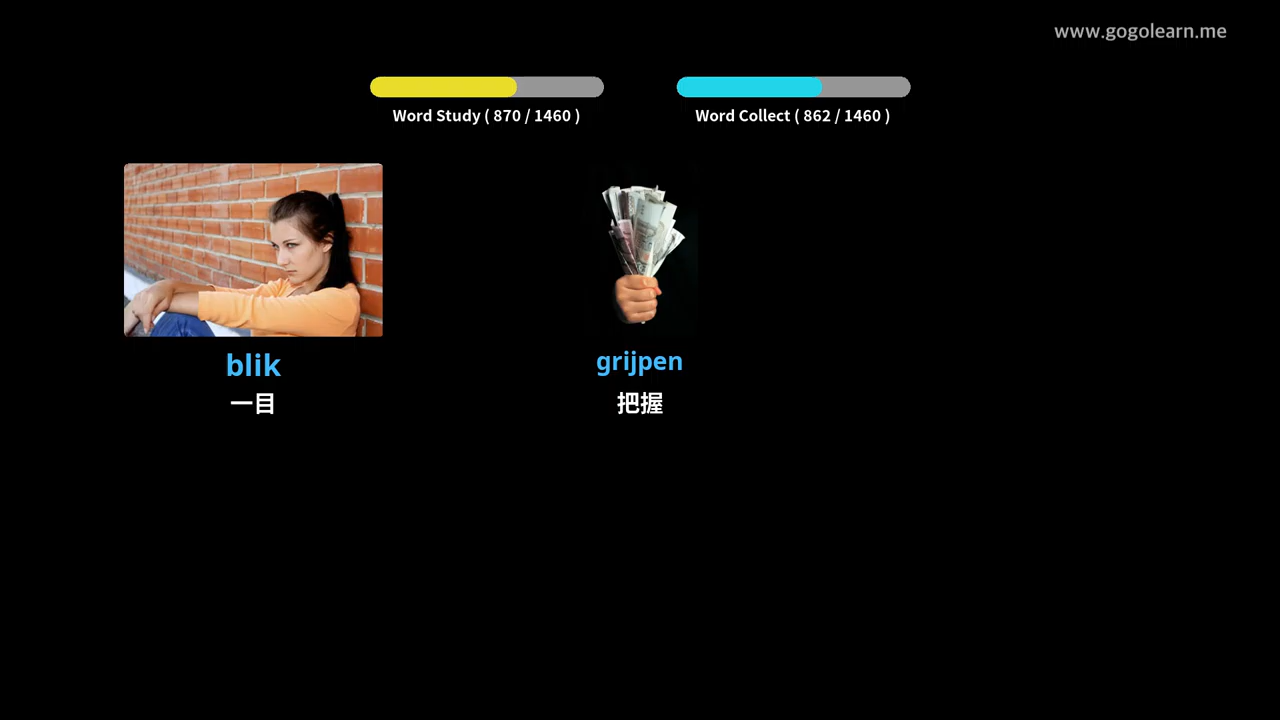 www.gogolearn.me
Word Study ( 870 / 1460 )
Word Collect ( 862 / 1460 )
blik
一目
grijpen
把握